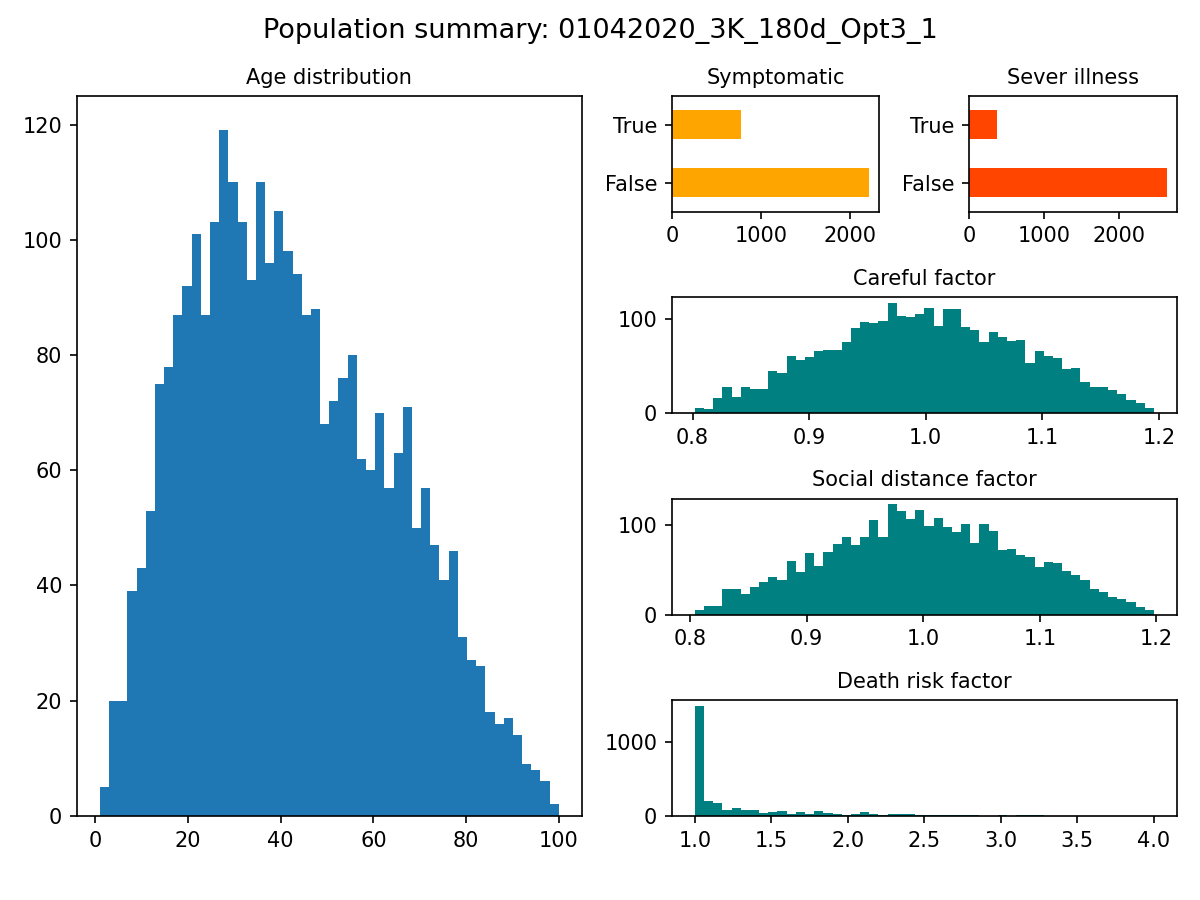 Population summary: 01042020_3K_180d_Opt3_1
Age distribution
120
100
80
60
40
20
0
0 20 40 60 80 100
Symptomatic
True
False
0 1000 2000
Sever illness
True
False
0 1000 2000
Careful factor
100
0
0.8 0.9 1.0 1.1 1.2
Social distance factor
100
0
0.8 0.9 1.0 1.1 1.2
Death risk factor
1000
0
1.0 1.5 2.0 2.5 3.0 3.5 4.0